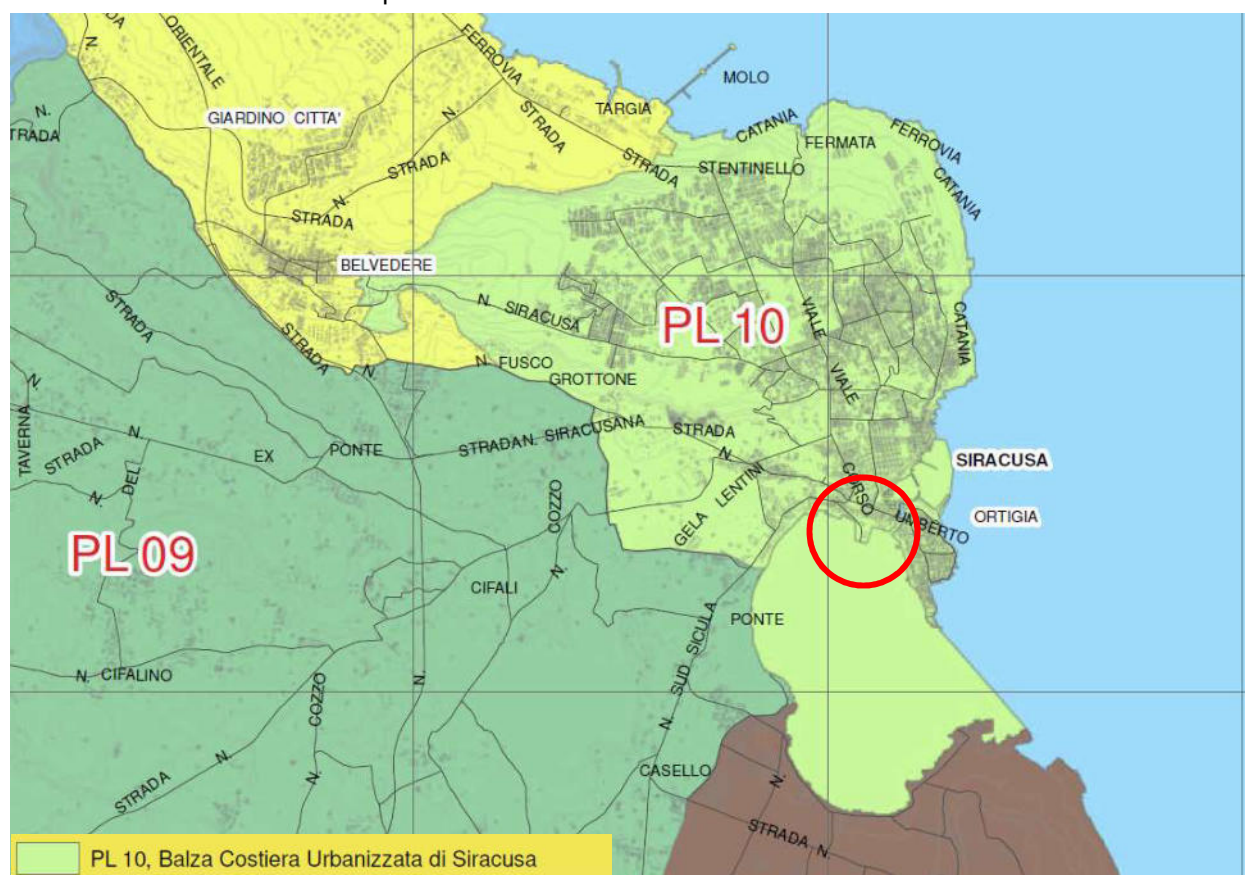 ORIENTALE
FERROVIA
MOLO
N.
TARGIA
GIARDINO CITTA'
N.
N.
STRADA
CATANIA
FERMATA
FERROVIA
TRADA
STRADA
STRADA
STENTINELLO
CATANIA
N.
STRADA
BELVEDERE
STRADA
N. SIRACUSA
PL 10
VIALE
CATANIA
STRADA
N.
N. FUSCO
GROTTONE
VIALE
N.
TAVERNA
STRADA
N.
EX
PONTE
STRADA N. SIRACUSANA
STRADA
N.
SIRACUSA
N.
DEL
COZZO
GELA LENTINI
CORSO
UMBERTO
ORTIGIA
PL 09
CIFALI
N.
PONTE
N. CIFALINO
COZZO
N.
N. SUD SICULA
STRADA N.
N.
CASELLO
N.
STRADA N.
PL 10, Balza Costiera Urbanizzata di Siracusa